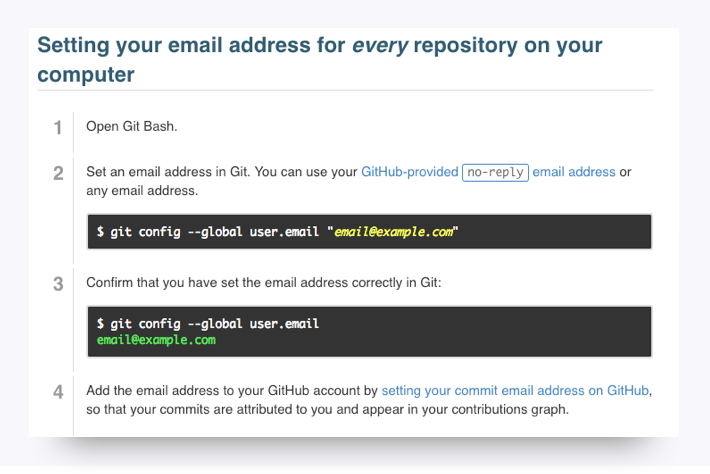 Setting your email address for every repository on your
computer
1 Open Git Bash.
2 Set an email address in Git. You can use your GitHub-provided no-reply email address or
any email address.
$ git config --global user.email "email@example.com"
3 Confirm that you have set the email address correctly in Git:
$ git config --global user.email
email@example.com
4 Add the email address to your GitHub account by setting your commit email address on GitHub,
so that your commits are attributed to you and appear in your contributions graph.